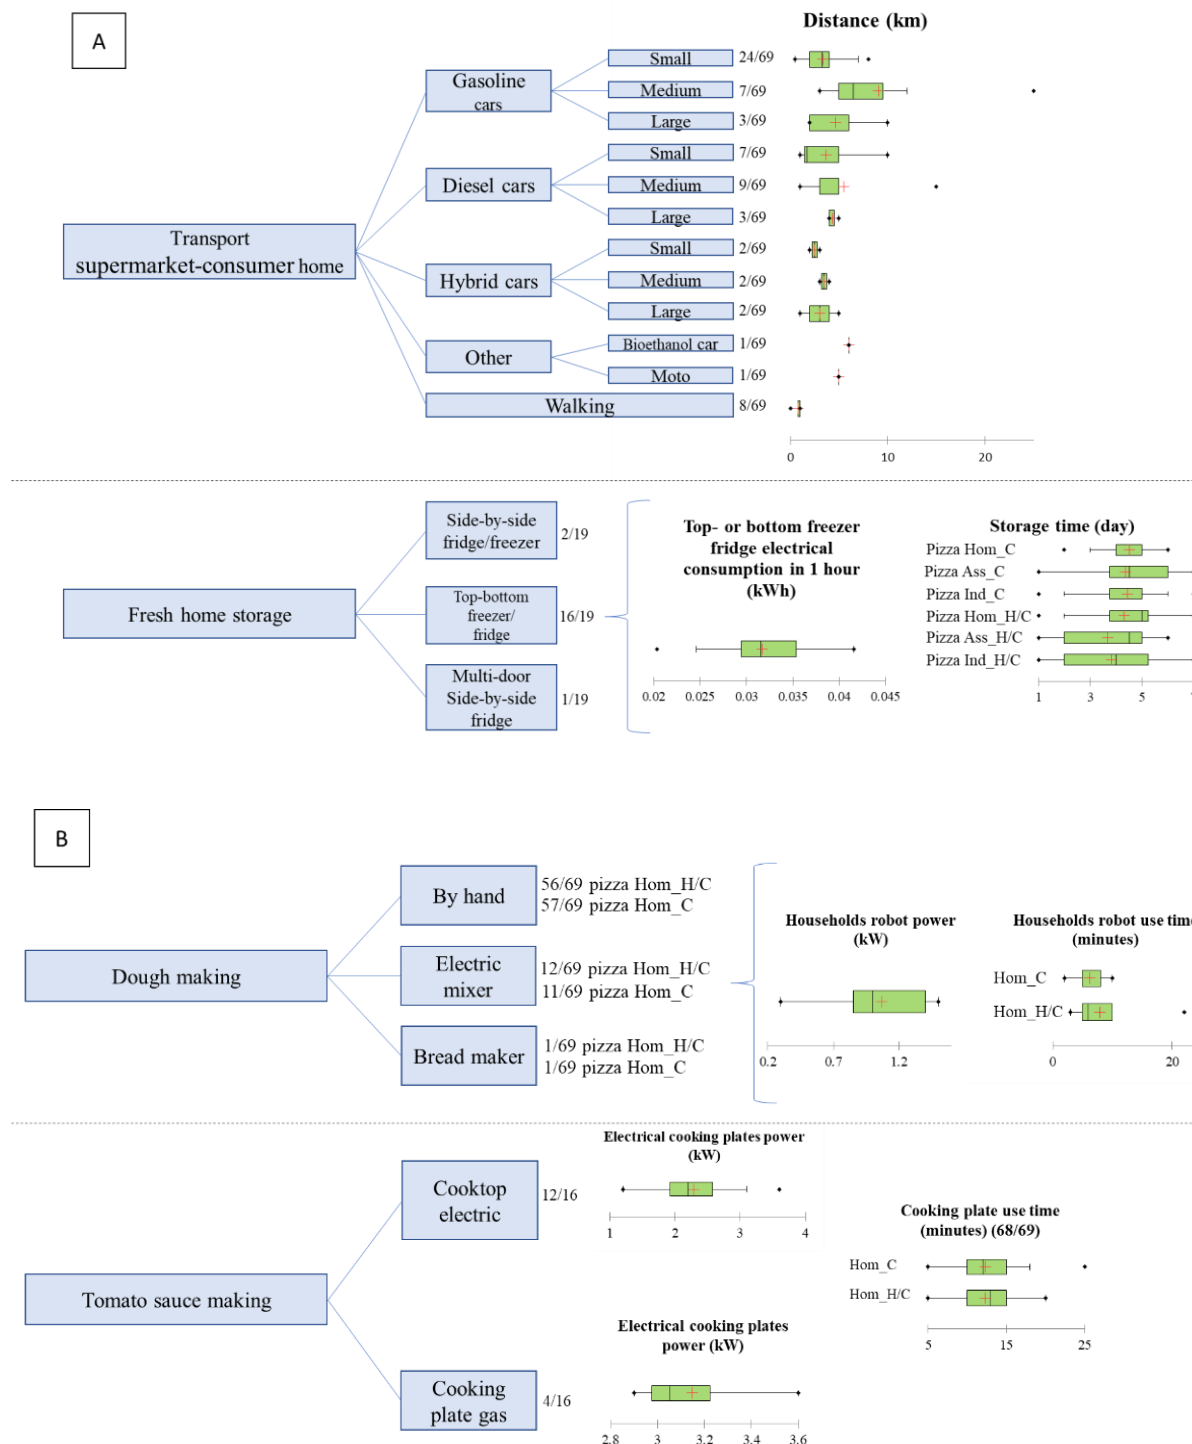 A
Distance (km)
Small
24/69
Gasoline
cars
Medium
7/69
Large
3/69
Small
7/69
Diesel cars
Medium
9/69
Large
3/69
Transport
supermarket-consumer home
Small
2/69
Hybrid cars
Medium
2/69
Large
2/69
Bioethanol car
1/69
Other
Moto
1/69
Walking
8/69
0 10 20
Side-by-side
fridge/freezer
2/19
Fresh home storage
Top-bottom
freezer/
fridge
16/19
Multi-door
Side-by-side
fridge
1/19
Top- or bottom freezer
fridge electrical
consumption in 1 hour
(kWh)
0.02 0.025 0.03 0.035 0.04 0.045
Storage time (day)
Pizza Hom_C
Pizza Ass_C
Pizza Ind_C
Pizza Hom_H/C
Pizza Ass_H/C
Pizza Ind_H/C
1 3 5
B
By hand
56/69 pizza Hom_H/C
57/69 pizza Hom_C
Dough making
Electric
mixer
12/69 pizza Hom_H/C
11/69 pizza Hom_C
Bread maker
1/69 pizza Hom_H/C
1/69 pizza Hom_C
Households robot power
(kW)
0.2 0.7 1.2
Households robot use time
(minutes)
Hom_C
Hom_H/C
0 20
Electrical cooking plates power
(kW)
1 2 3 4
Cooktop
electric
12/16
Tomato sauce making
Cooking plate use time
(minutes) (68/69)
Hom_C
Hom_H/C
5 15 25
Electrical cooking plates
power (kW)
Cooking
plate gas
4/16
2.8 3 3.2 3.4 3.6